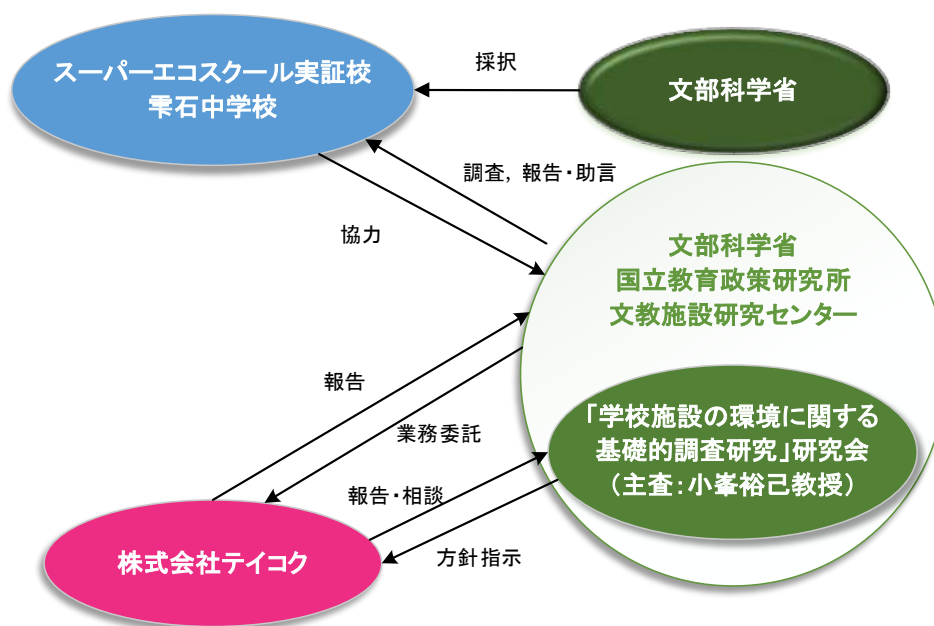 スーパーエコスクール実証校
雫石中学校
採択
文部科学省
調査，報告・助言
協力
文部科学省
国立教育政策研究所
文教施設研究センター
報告
業務委託
「学校施設の環境に関する
基礎的調査研究」研究会
（主査：小峯裕己教授）
報告・相談
方針指示
株式会社テイコク